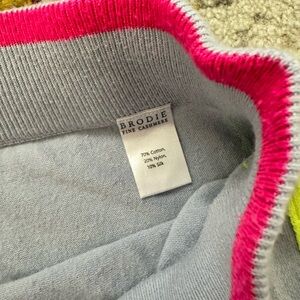 BRODIE
FINE CASHMERE
70% Cotton,
20% Nylon,
10% Silk